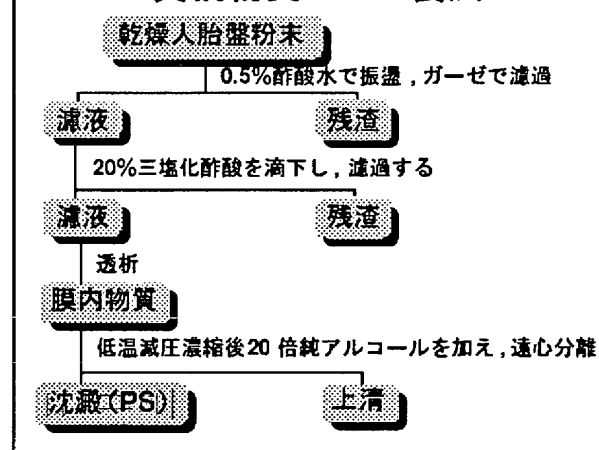 乾燥人胎盤粉末
0.5%酢酸水で振盪，ガーゼで濾過
濾液
残渣
20%三塩化酢酸を滴下し，濾過する
濾液
残渣
透析
膜内物質
低温減圧濃縮後20倍純アルコールを加え，遠心分離
沈澱(PS)
上清